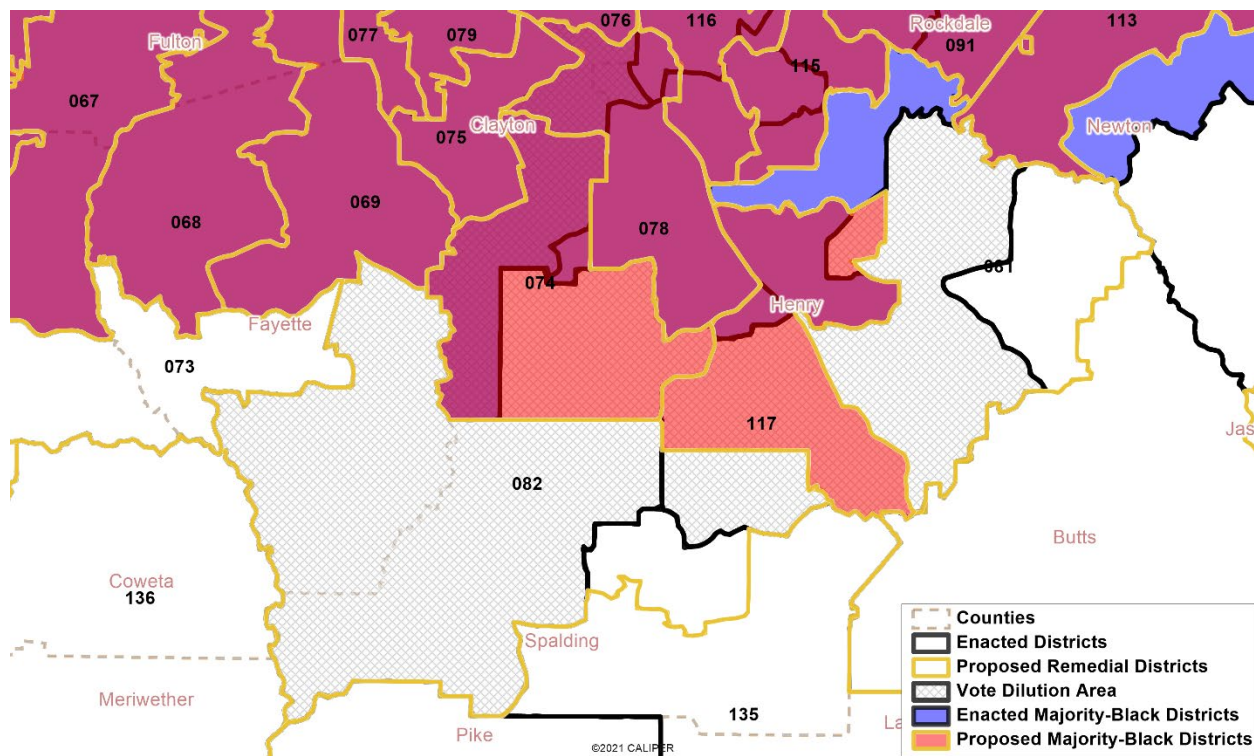 076
116
Rockdale
113
077
079
091
Fulton
115
067
Clayton
Newton
075
069
068
078
081
074
Henry
Fayette
073
117
Jas
082
Butts
Coweta
136
Spalding
Meriwether
135
La
Pike
©2021 CALIPER
Counties
Enacted Districts
Proposed Remedial Districts
Vote Dilution Area
Enacted Majority-Black Districts
Proposed Majority-Black Districts